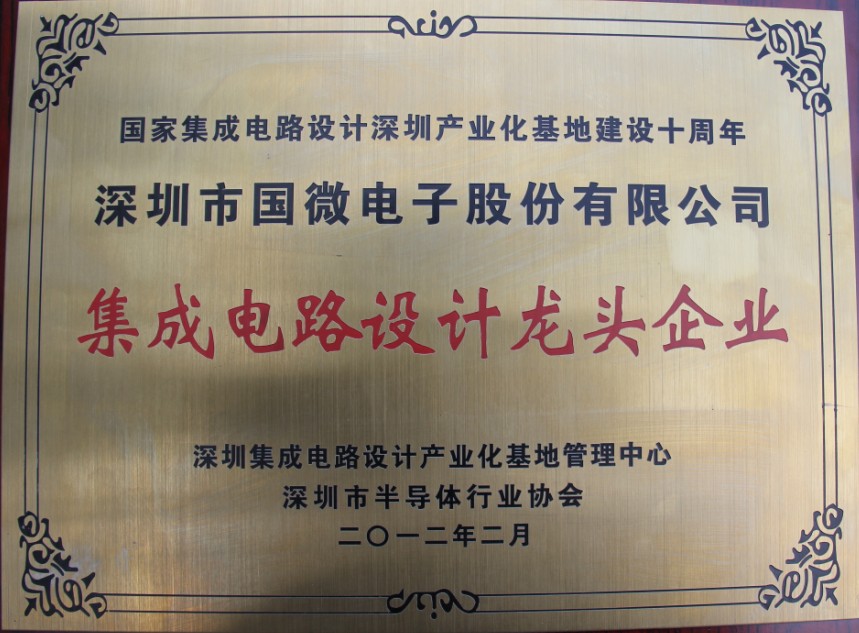 国家集成电路设计深圳产业化基地建设十周年
深圳市国微电子股份有限公司
集成电路设计龙头企业
深圳集成电路设计产业化基地管理中心
深圳市半导体行业协会
二〇一二年二月